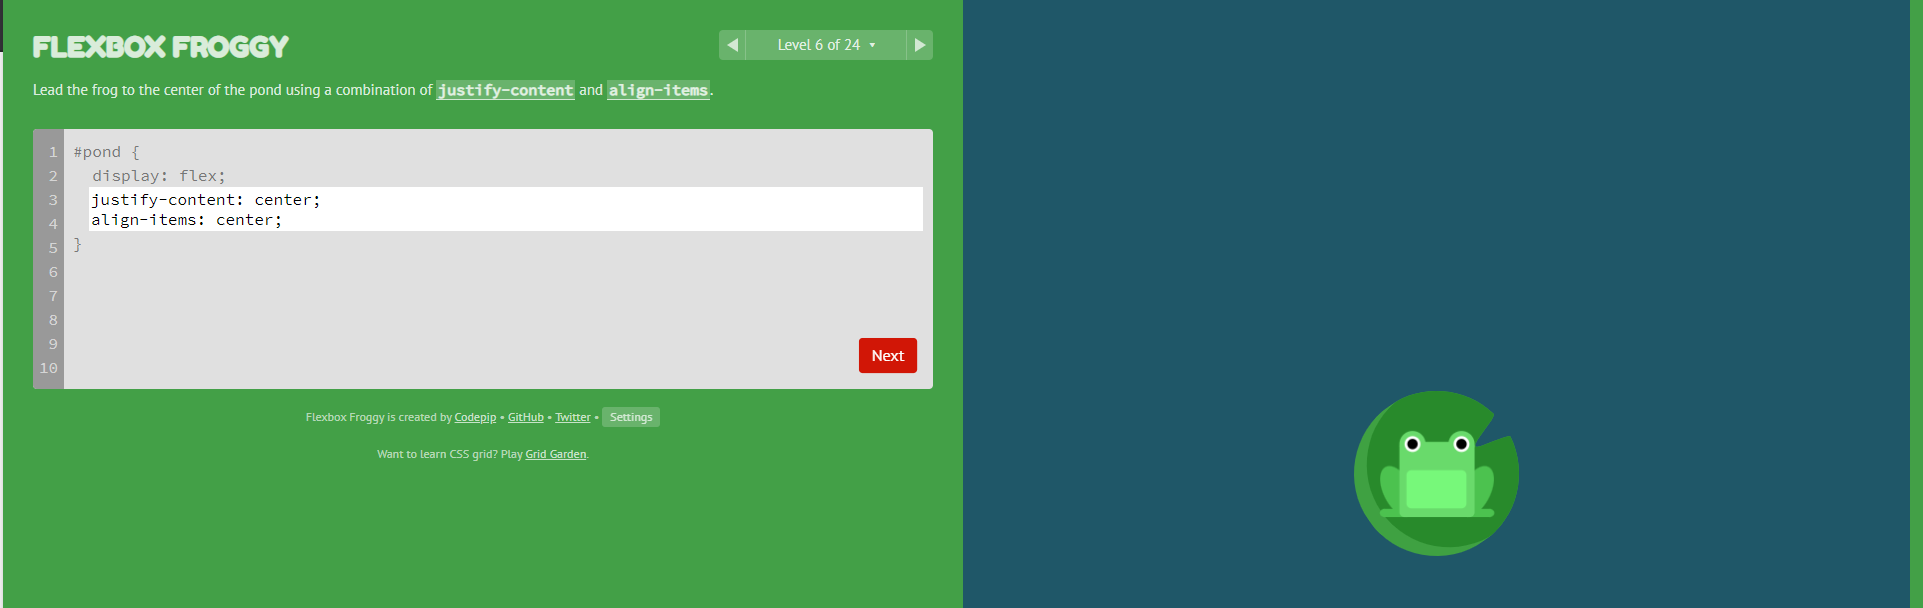 FLEXBOX FROGGY
Level 6 of 24
Lead the frog to the center of the pond using a combination of justify-content and align-items.
1 #pond {
2 display: flex;
3 justify-content: center;
4 align-items: center;
5 }
6
7
8
9
10
Next
Flexbox Froggy is created by Codepip • GitHub • Twitter • Settings
Want to learn CSS grid? Play Grid Garden.